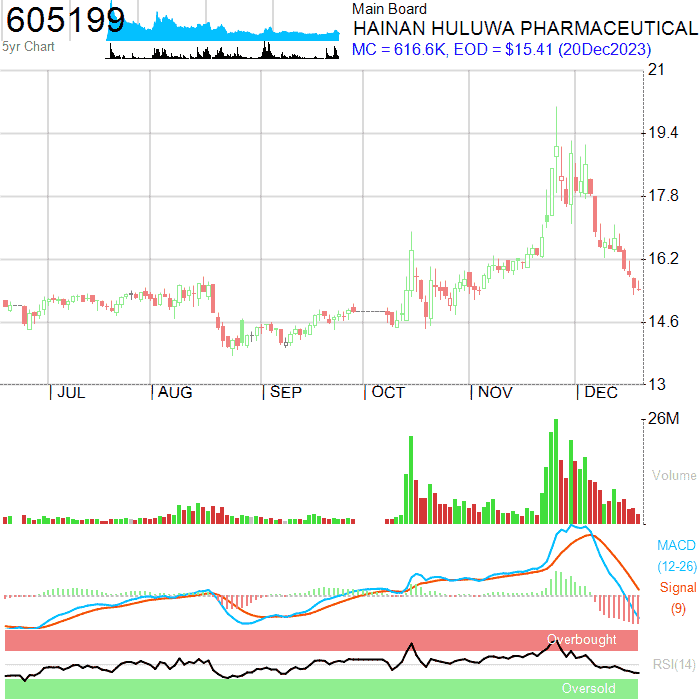 605199
5yr Chart
Main Board
HAINAN HULUWA PHARMACEUTICAL
MC = 616.6K, EOD = $15.41 (20Dec2023)
21
19.4
17.8
16.2
14.6
13
JUL AUG SEP OCT NOV DEC
26M
Volume
MACD
(12-26)
Signal
(9)
Overbought
RSI(14)
Oversold